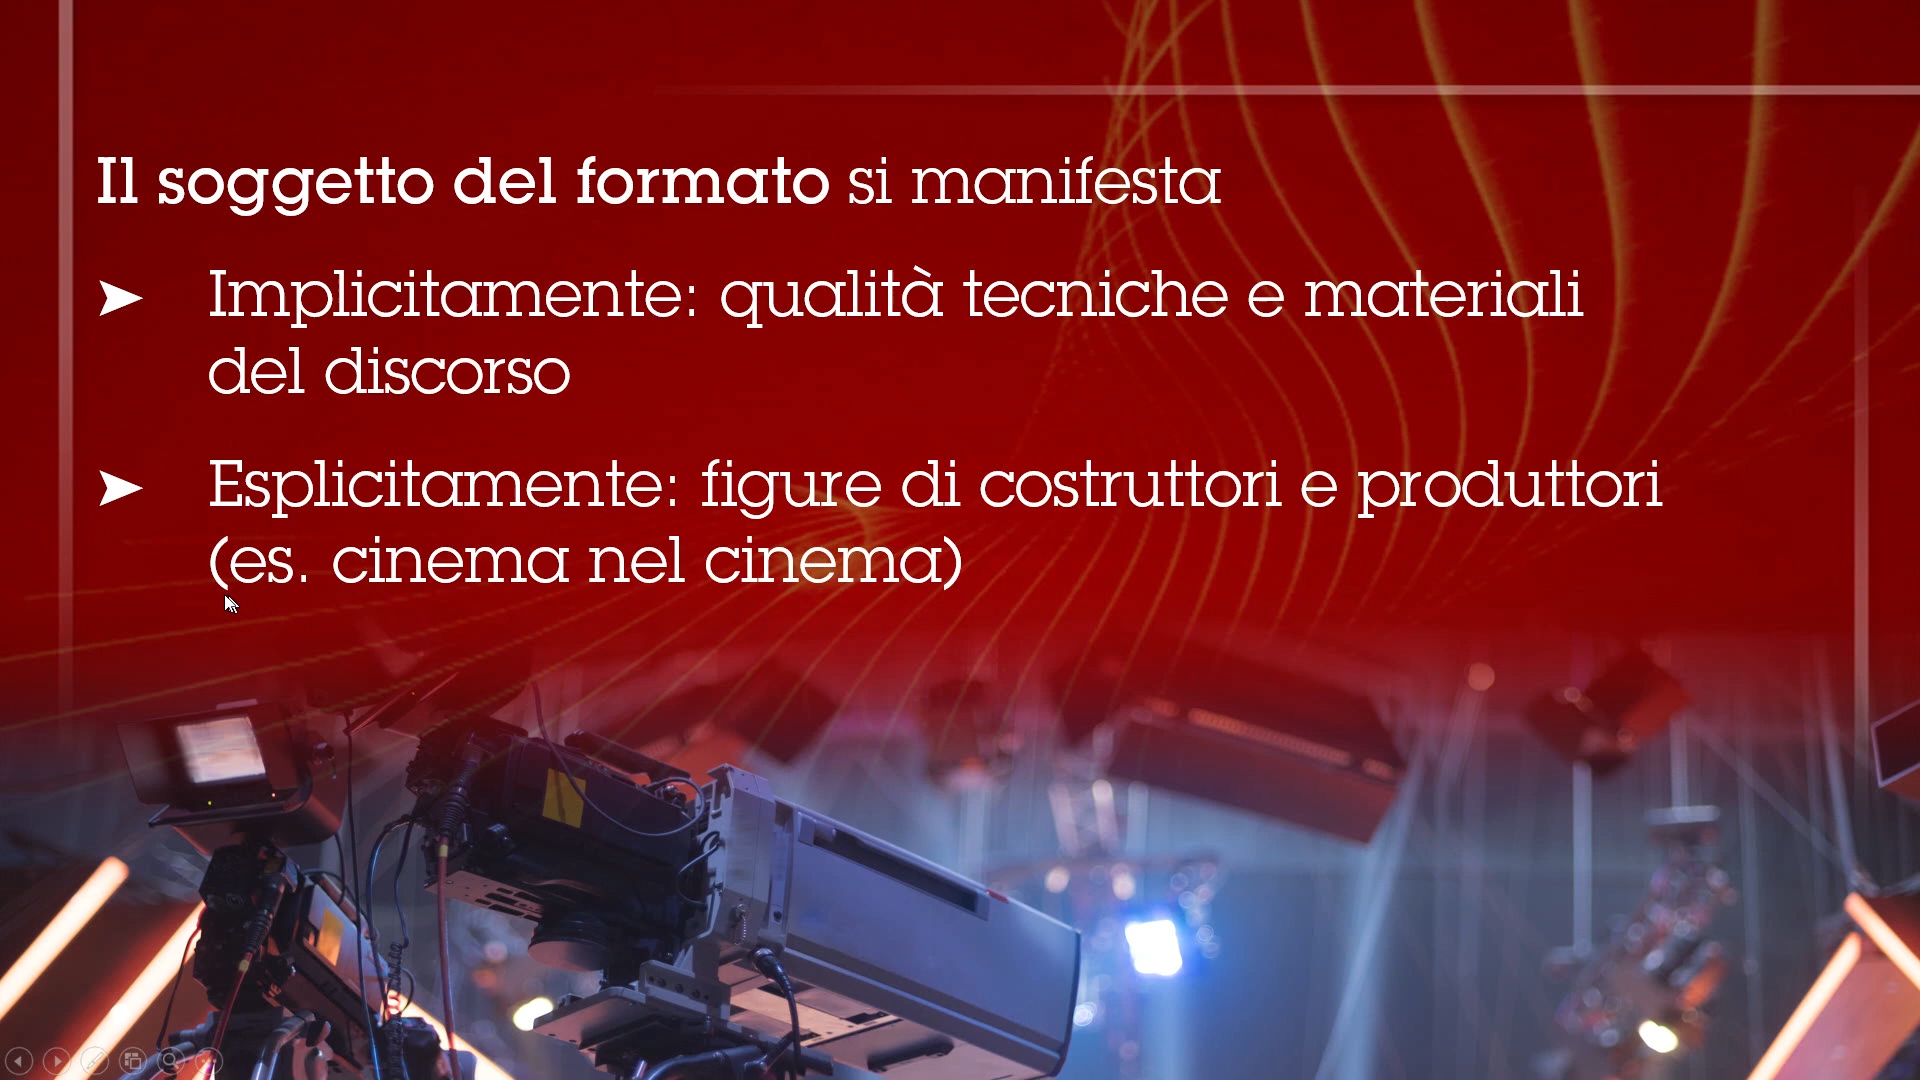 Il soggetto del formato si manifesta
➤ Implicitamente: qualità tecniche e materiali
del discorso
➤ Esplicitamente: figure di costruttori e produttori
(es. cinema nel cinema)